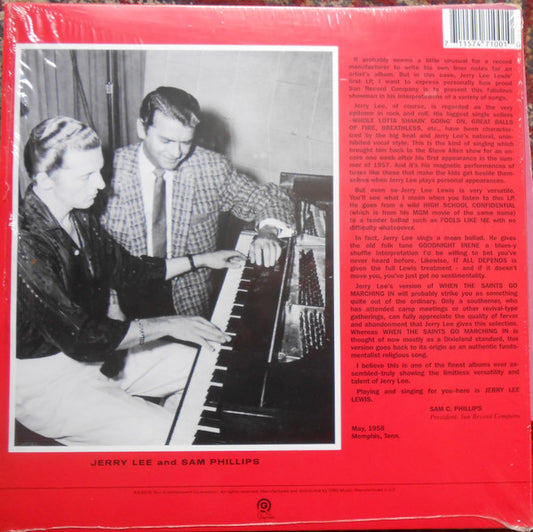 7 11574 71001 0
It probably seems a little unusual for a record
manufacturer to write his own liner notes for an
artist's album. But in this case, Jerry Lee Lewis'
first LP, I want to express personally how proud
Sun Record Company is to present this fabulous
showman in his interpretations of a variety of songs.
Jerry Lee, of course, is regarded as the very
epitome in rock and roll. His biggest single sellers
-WHOLE LOTTA SHAKIN' GOING' ON, GREAT BALLS
OF FIRE, BREATHLESS, etc., have been character-
ized by the big beat and Jerry Lee's natural, unin-
hibited vocal style. This is the kind of singing which
brought him back to the Steve Allen show for an en-
core one week after his first appearance in the sum-
mer of 1957. And it's his magnetic performances of
tunes like these that make the kids get beside them-
selves when Jerry Lee plays personal appearances.
But even so-Jerry Lee Lewis is very versatile.
You'll see what I mean when you listen to this LP.
He goes from a wild HIGH SCHOOL CONFIDENTIAL
(which is from his MGM movie of the same name)
to a tender ballad such as FOOLS LIKE ME with no
difficulty whatsoever.
In fact, Jerry Lee sings a mean ballad. He gives
the old folk tune GOODNIGHT IRENE a blues-y
shuffle interpretation I'd be willing to bet you've
never heard before. Likewise, IT ALL DEPENDS is
given the full Lewis treatment - and if it doesn't
move you, you've just got no sentimentality.
Jerry Lee's version of WHEN THE SAINTS GO
MARCHING IN will probably strike you as something
quite out of the ordinary. Only a southerner, who
has attended camp meetings or other revival-type
gatherings, can fully appreciate the quality of fervor
and abandonment that Jerry Lee gives this selection.
Whereas WHEN THE SAINTS GO MARCHING IN is
thought of now mostly as a Dixieland standard, this
version goes back to its origin as an authentic funda-
mentalist religious song.
I believe this is one of the finest albums ever as-
sembled-truly showing the limitless versatility and
talent of Jerry Lee.
Playing and singing for you-here is JERRY LEE
LEWIS.
SAM C. PHILLIPS
President, Sun Record Company
May, 1958
Memphis, Tenn.
JERRY LEE and SAM PHILLIPS
Sun Entertainment Corporation. All rights reserved. Manufactured and distributed by